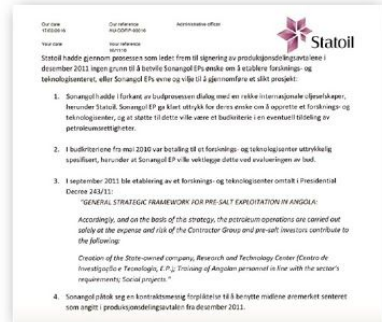 Our date
Our reference
Administrative officer
Your date
Your reference
Statoil
Statoil hadde gjennom prosessen som ledet frem til signering av produksjonsdelingsavtalene i
desember 2011 ingen grunn til å betvile Sonangol EPs ønske om å etablere forsknings- og
teknologisenteret, eller Sonangol EPs evne og vilje til å gjennomføre et slikt prosjekt:
1. Sonangol hadde i forkant av budprosessen dialog med en rekke internasjonale oljeselskaper,
herunder Statoil. Sonangol EP ga klart uttrykk for deres ønske om å opprette et forsknings- og
teknologisenter, og at støtte til dette ville være et budkriterie i en eventuell tildeling av
petroleumsrettigheter.
2. I budkriteriene fra mai 2010 var betaling til et forsknings- og teknologisenter uttrykkelig
spesifisert, herunder at Sonangol EP ville vektlegge dette ved evalueringen av bud.
3. I september 2011 ble etablering av et forsknings- og teknologisenter omtalt i Presidential
Decree 243/11:
"GENERAL STRATEGIC FRAMEWORK FOR PRE-SALT EXPLOITATION IN ANGOLA:
Accordingly, and on the basis of the strategy, the petroleum operations are carried out
solely at the expense and risk of the Contractor Group and pre-salt investors contribute to
the following:
Creation of the State-owned company, Research and Technology Center (Centro de
Investigação e Tecnologia, E.P.); Training of Angolan personnel in line with the sector's
requirements; Social projects."
4. Sonangol påtok seg en kontraktsmessig forpliktelse til å benytte midlene øremerket senteret
som angitt i produksjonsdelingsavtalen fra desember 2011.